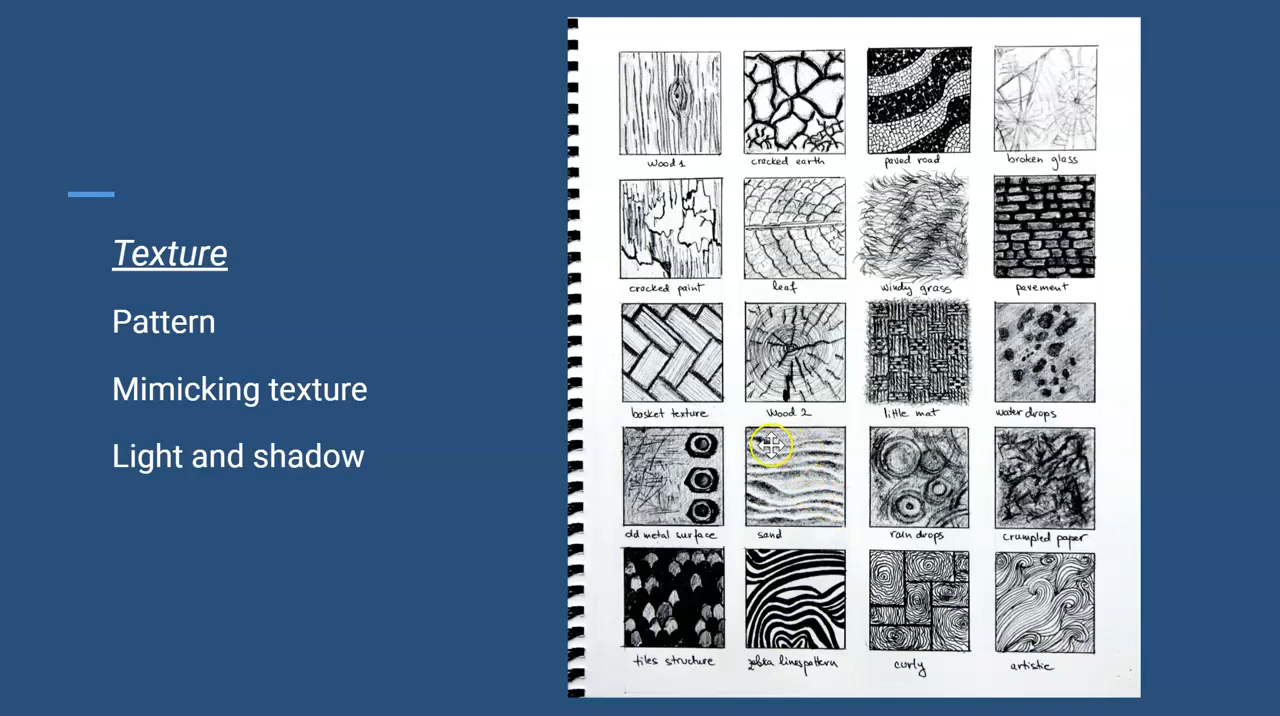 Texture
Pattern
Mimicking texture
Light and shadow
Wood 1
cracked earth
paved road
broken glass
cracked paint
leaf
windy grass
pavement
basket texture
Wood 2
little mat
water drops
old metal surface
sand
rain drops
crumpled paper
tiles structure
zebka linespattern
curly
artistic